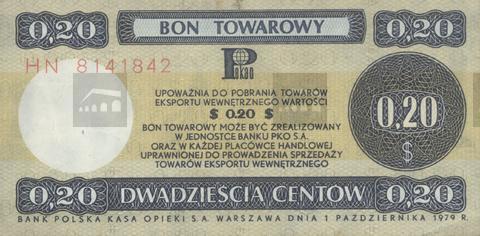 0,20 BON TOWAROWY 0,20
HN 8141842
Pekao
UPOWAŻNIA DO POBRANIA TOWARÓW
EKSPORTU WEWNĘTRZNEGO WARTOŚCI
$ 0.20 $
BON TOWAROWY MOŻE BYĆ ZREALIZOWANY
W JEDNOSTCE BANKU PKO S.A.
ORAZ W KAŻDEJ PLACÓWCE HANDLOWEJ
UPRAWNIONEJ DO PROWADZENIA SPRZEDAŻY
TOWARÓW EKSPORTU WEWNĘTRZNEGO
0,20
$
0,20 DWADZIEŚCIA CENTÓW 0,20
BANK POLSKA KASA OPIEKI S.A. WARSZAWA DNIA 1 PAŹDZIERNIKA 1979 R.